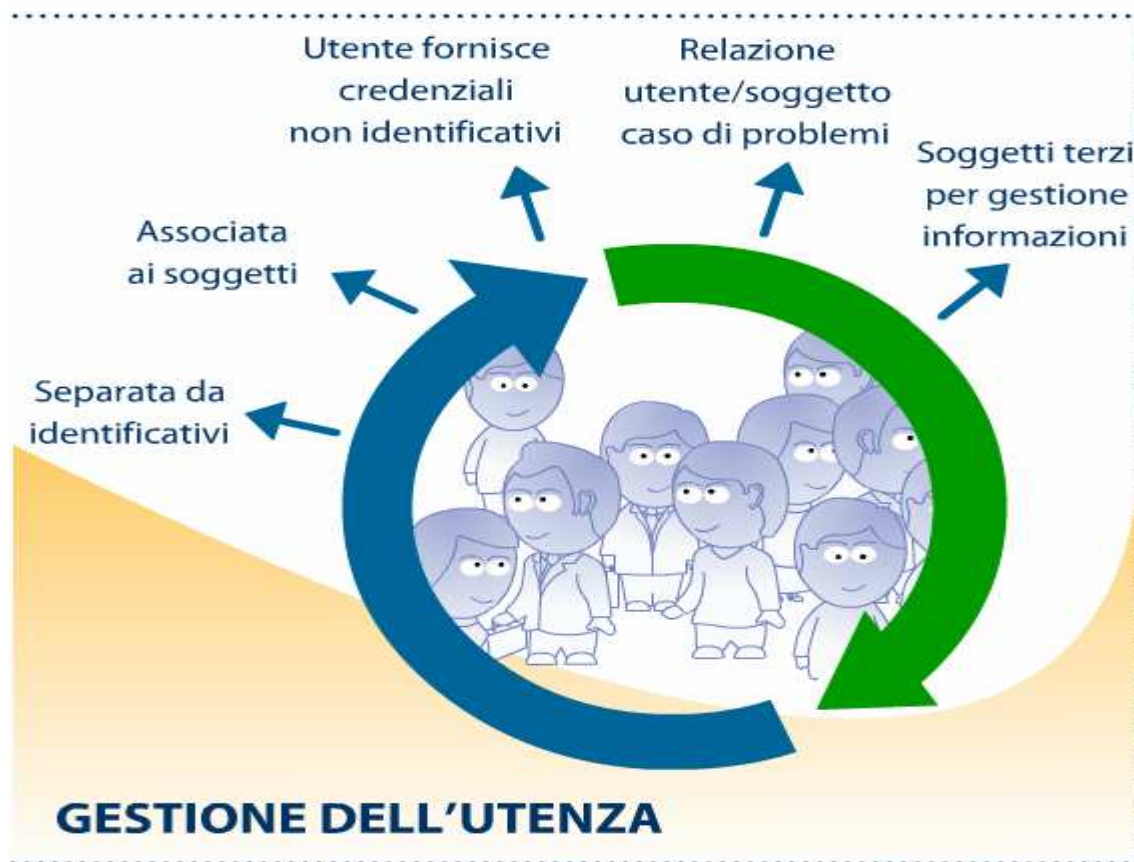 Utente fornisce
credenziali
non identificativi
Relazione
utente/soggetto
caso di problemi
Soggetti terzi
per gestione
informazioni
Associata
ai soggetti
Separata da
identificativi
GESTIONE DELL'UTENZA